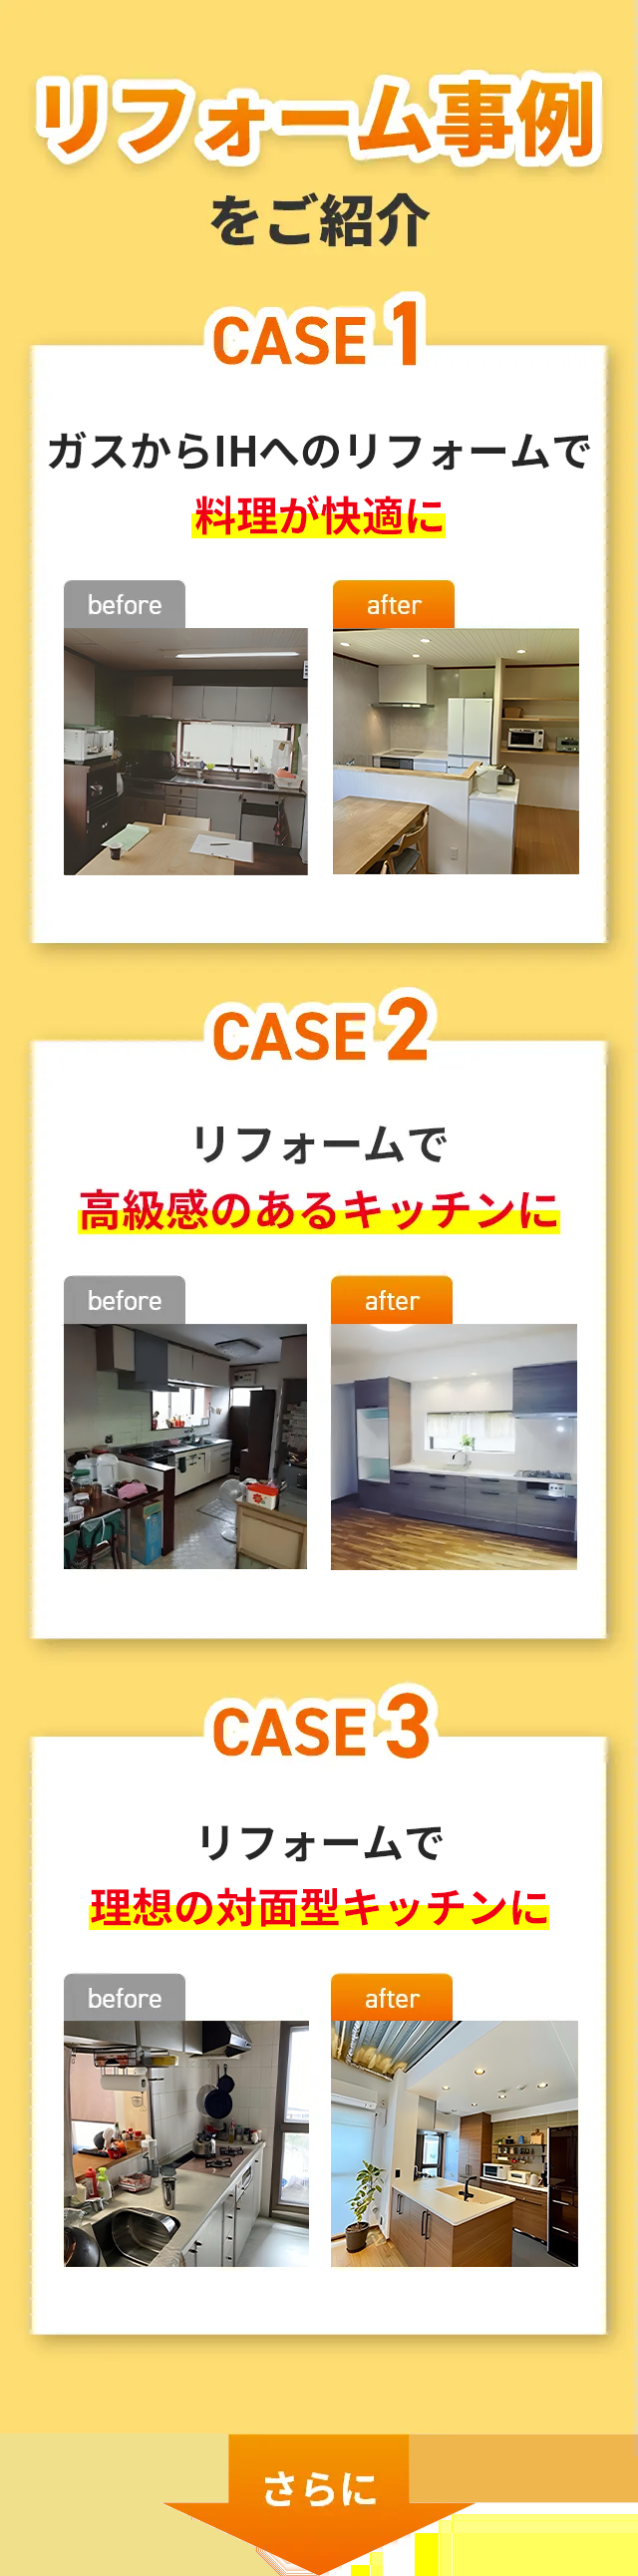 リフォーム事例
をご紹介
CASE 1
ガスからIHへのリフォームで
料理が快適に
before
after
CASE 2
リフォームで
高級感のあるキッチンに
before
after
CASE 3
リフォームで
理想の対面型キッチンに
before
after
さらに